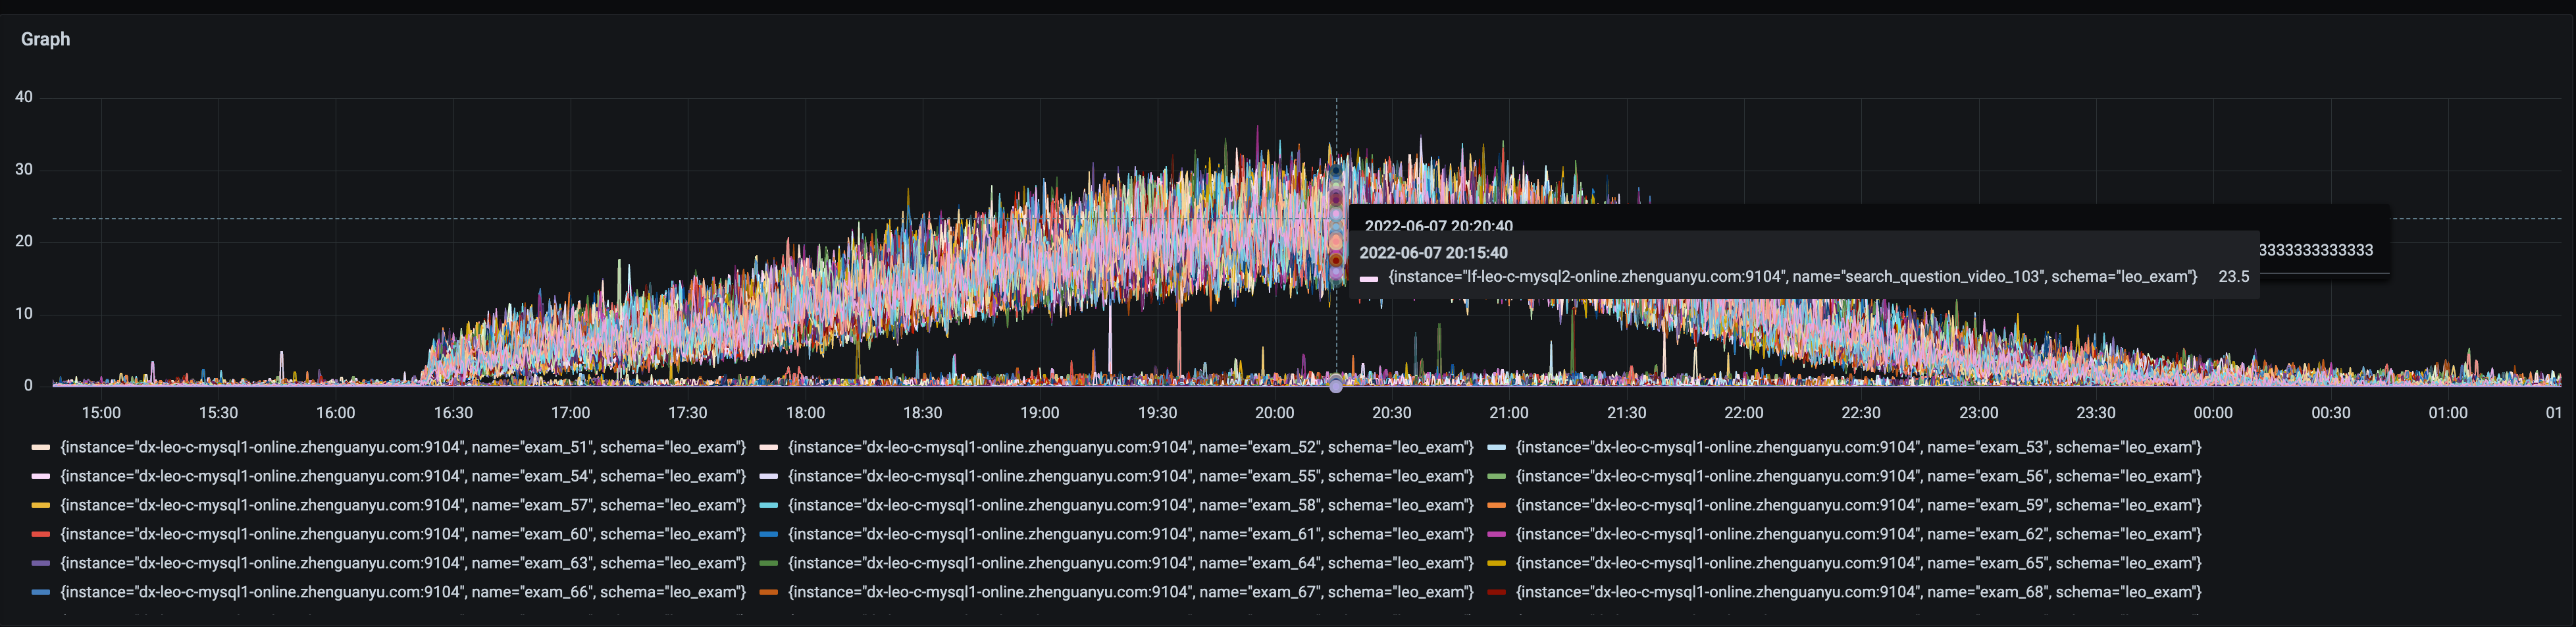 Graph
40
30
20
10
0
2022-06-07 20:20:40
3333333333333
2022-06-07 20:15:40
{instance="lf-leo-c-mysql2-online.zhenguanyu.com:9104", name="search_question_video_103", schema="leo_exam"} 23.5
15:00 15:30 16:00 16:30 17:00 17:30 18:00 18:30 19:00 19:30 20:00 20:30 21:00 21:30 22:00 22:30 23:00 23:30 00:00 00:30 01:00 01
{instance="dx-leo-c-mysql1-online.zhenguanyu.com:9104", name="exam_51", schema="leo_exam"} {instance="dx-leo-c-mysql1-online.zhenguanyu.com:9104", name="exam_52", schema="leo_exam"} {instance="dx-leo-c-mysql1-online.zhenguanyu.com:9104", name="exam_53", schema="leo_exam"}
{instance="dx-leo-c-mysql1-online.zhenguanyu.com:9104", name="exam_54", schema="leo_exam"} {instance="dx-leo-c-mysql1-online.zhenguanyu.com:9104", name="exam_55", schema="leo_exam"} {instance="dx-leo-c-mysql1-online.zhenguanyu.com:9104", name="exam_56", schema="leo_exam"}
{instance="dx-leo-c-mysql1-online.zhenguanyu.com:9104", name="exam_57", schema="leo_exam"} {instance="dx-leo-c-mysql1-online.zhenguanyu.com:9104", name="exam_58", schema="leo_exam"} {instance="dx-leo-c-mysql1-online.zhenguanyu.com:9104", name="exam_59", schema="leo_exam"}
{instance="dx-leo-c-mysql1-online.zhenguanyu.com:9104", name="exam_60", schema="leo_exam"} {instance="dx-leo-c-mysql1-online.zhenguanyu.com:9104", name="exam_61", schema="leo_exam"} {instance="dx-leo-c-mysql1-online.zhenguanyu.com:9104", name="exam_62", schema="leo_exam"}
{instance="dx-leo-c-mysql1-online.zhenguanyu.com:9104", name="exam_63", schema="leo_exam"} {instance="dx-leo-c-mysql1-online.zhenguanyu.com:9104", name="exam_64", schema="leo_exam"} {instance="dx-leo-c-mysql1-online.zhenguanyu.com:9104", name="exam_65", schema="leo_exam"}
{instance="dx-leo-c-mysql1-online.zhenguanyu.com:9104", name="exam_66", schema="leo_exam"} {instance="dx-leo-c-mysql1-online.zhenguanyu.com:9104", name="exam_67", schema="leo_exam"} {instance="dx-leo-c-mysql1-online.zhenguanyu.com:9104", name="exam_68", schema="leo_exam"}